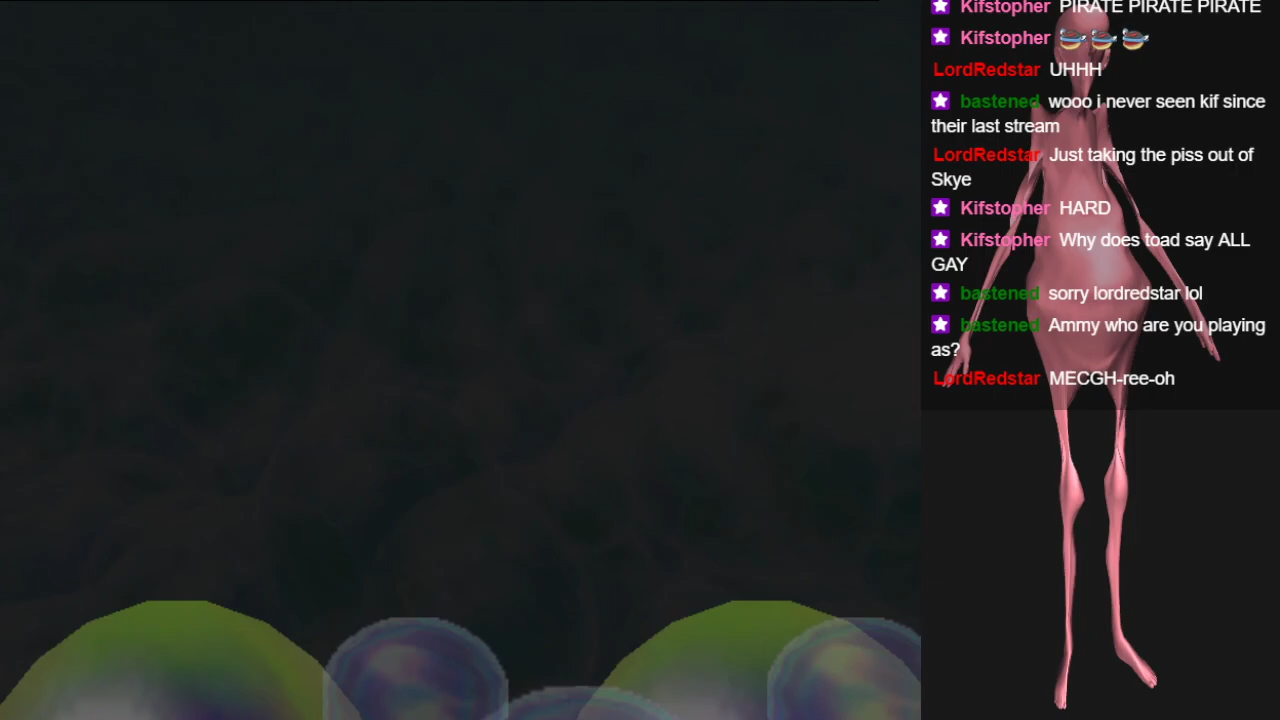 Kifstopher PIRATE PIRATE PIRATE
Kifstopher
LordRedstar UHHH
bastened wooo i never seen kif since
their last stream
LordRedstar Just taking the piss out of
Skye
Kifstopher HARD
Kifstopher Why does toad say ALL
GAY
bastened sorry lordredstar lol
bastened Ammy who are you playing
as?
LordRedstar MECGH-ree-oh